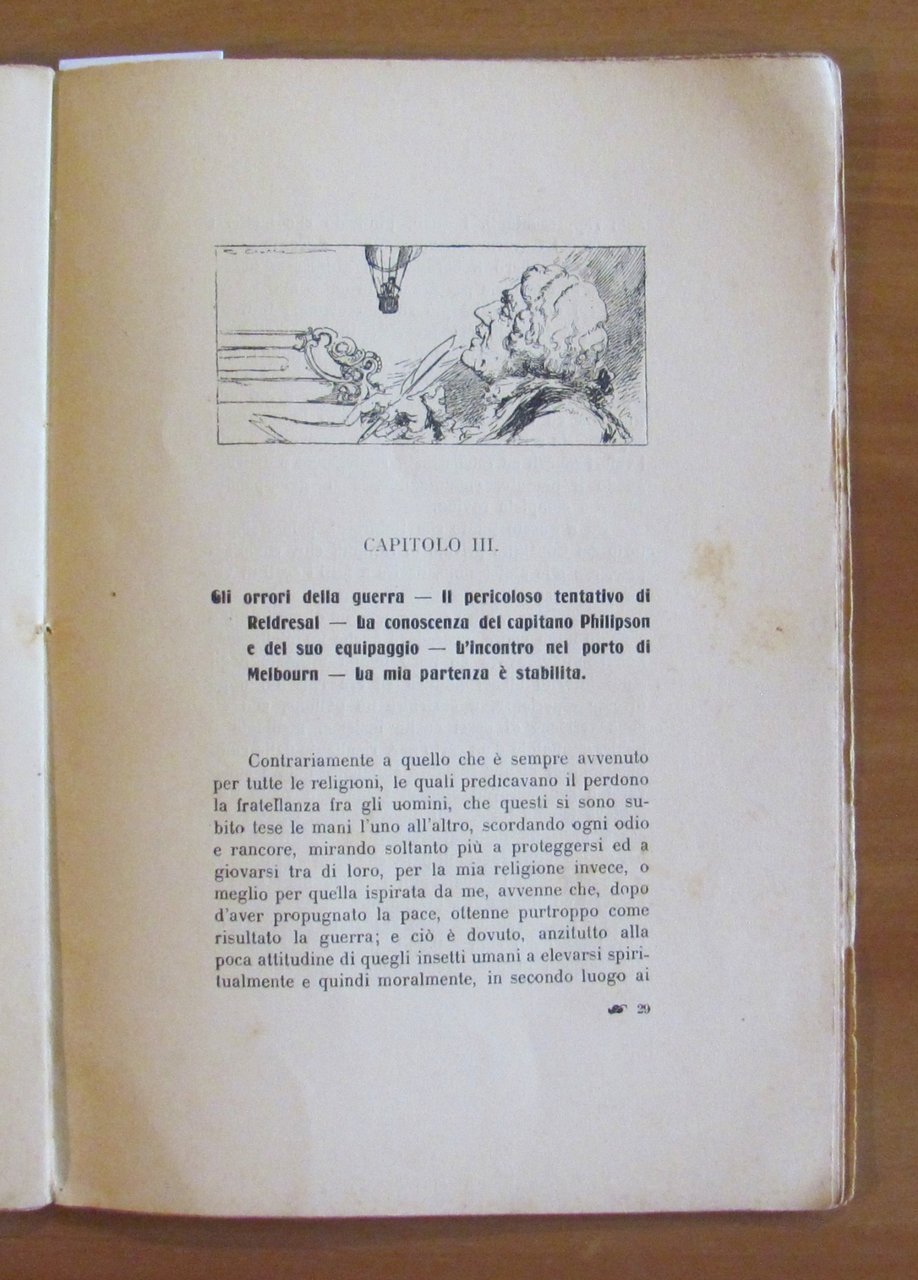 CAPITOLO III.
Gli orrori della guerra — Il pericoloso tentativo di
Reldresal — La conoscenza del capitano Philipson
e del suo equipaggio — L'incontro nel porto di
Melbourn — La mia partenza è stabilita.
Contrariamente a quello che è sempre avvenuto
per tutte le religioni, le quali predicavano il perdono
la fratellanza fra gli uomini, che questi si sono su-
bito tese le mani l'uno all'altro, scordando ogni odio
e rancore, mirando soltanto più a proteggersi ed a
giovarsi tra di loro, per la mia religione invece, o
meglio per quella ispirata da me, avvenne che, dopo
d'aver propugnato la pace, ottenne purtroppo come
risultato la guerra; e ciò è dovuto, anzitutto alla
poca attitudine di quegli insetti umani a elevarsi spiri-
tualmente e quindi moralmente, in secondo luogo ai
29